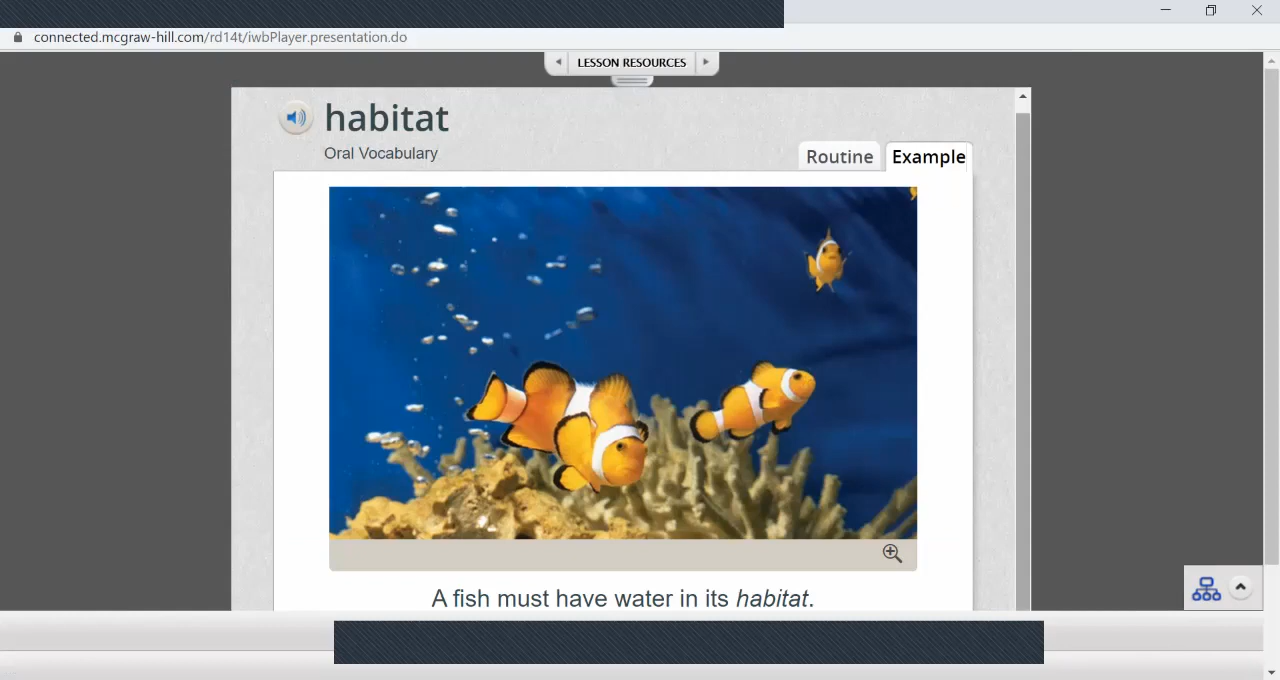 connected.mcgraw-hill.com/rd14t/iwbPlayer.presentation.do
LESSON RESOURCES
habitat
Oral Vocabulary
Routine
Example
A fish must have water in its habitat.